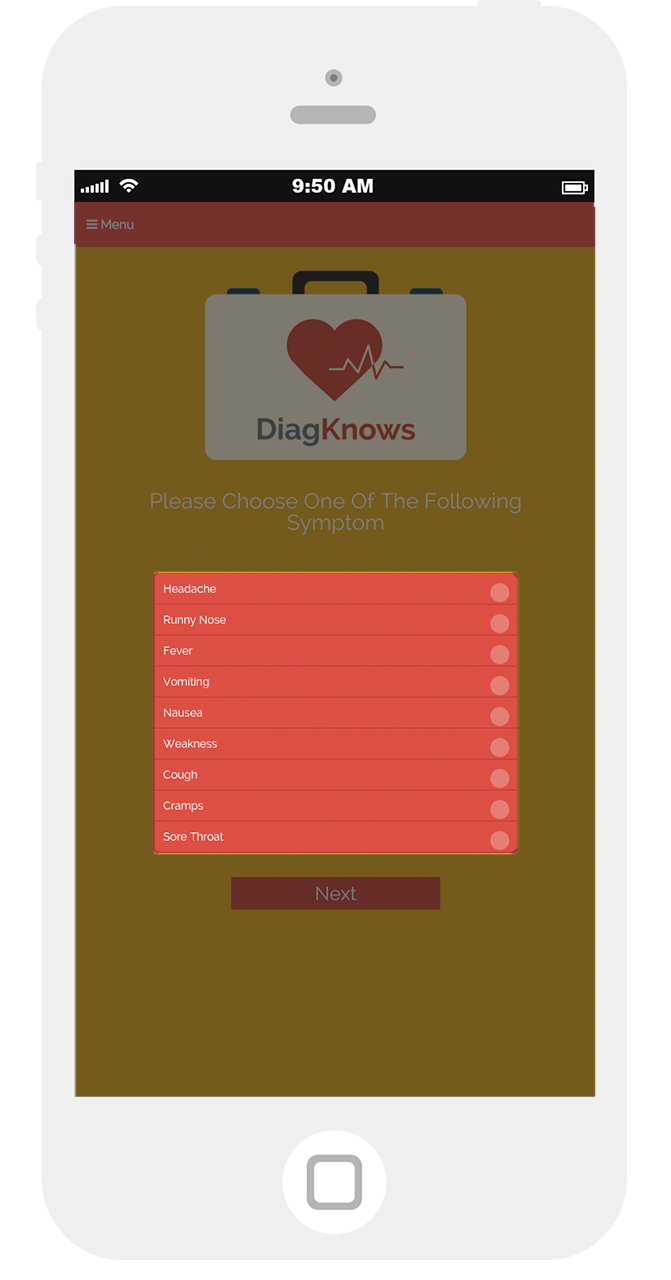 9:50 AM
Menu
DiagKnows
Please Choose One Of The Following
Symptom
Headache
Runny Nose
Fever
Vomiting
Nausea
Weakness
Cough
Cramps
Sore Throat
Next